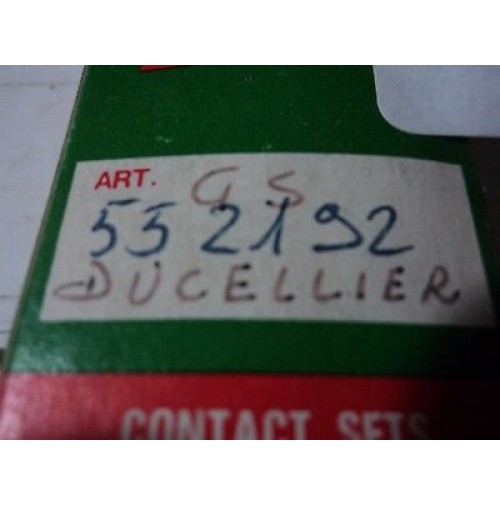 ART. GS
552192
DUCELLIER
CONTACT SETS